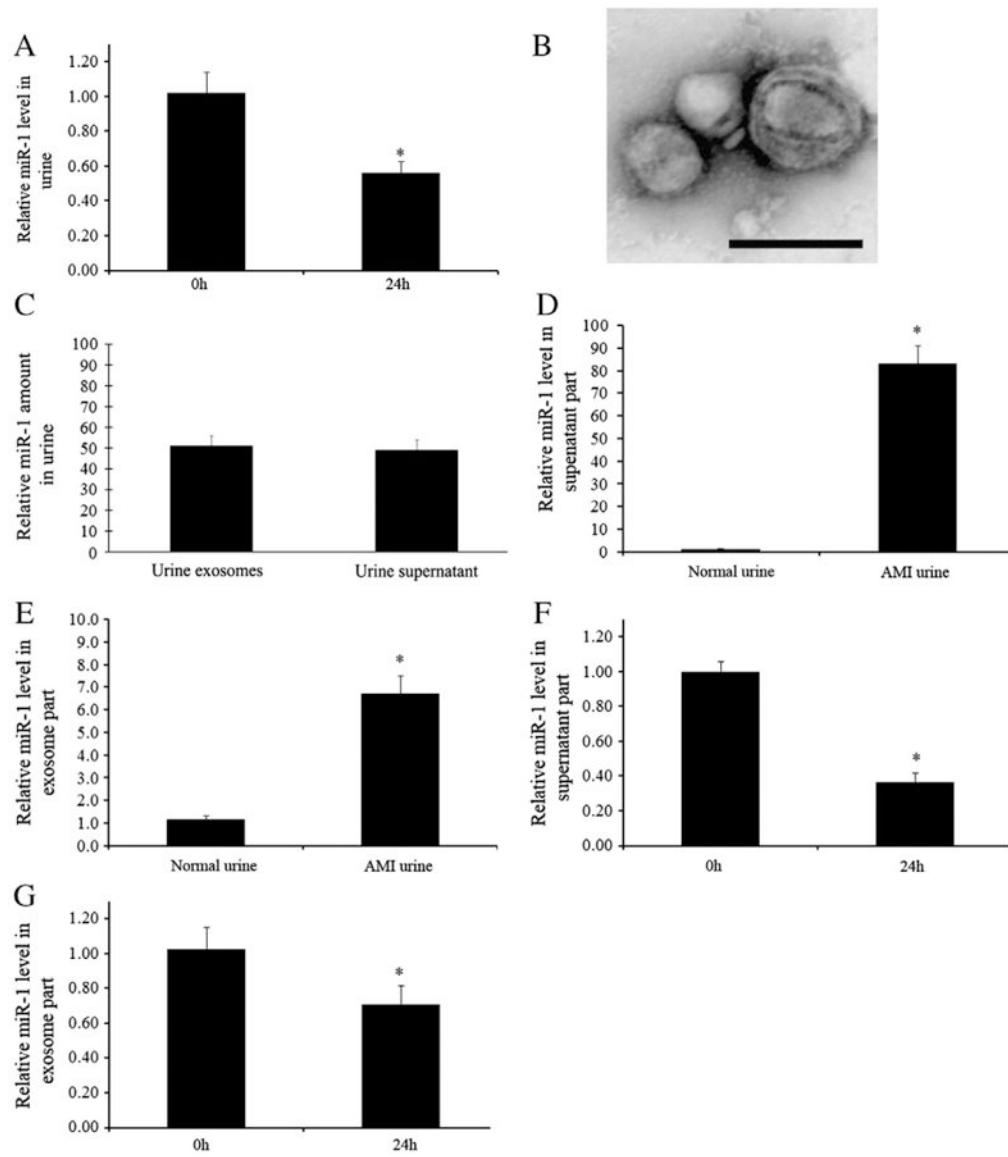 A
Relative miR-1 level in
urine
1.20
1.00
0.80
0.60
0.40
0.20
0.00
*
0h
24h
B
C
Relative miR-1 amount
in urine
100
90
80
70
60
50
40
30
20
10
0
Urine exosomes
Urine supernatant
D
Relative miR-1 level in
supenatant part
100
90
80
70
60
50
40
30
20
10
0
*
Normal urine
AMI urine
E
Relative miR-1 level in
exosome part
10.0
9.0
8.0
7.0
6.0
5.0
4.0
3.0
2.0
1.0
0.0
*
Normal urine
AMI urine
F
Relative miR-1 level in
supernatant part
1.20
1.00
0.80
0.60
0.40
0.20
0.00
*
0h
24h
G
Relative miR-1 level in
exosome part
1.20
1.00
0.80
0.60
0.40
0.20
0.00
*
0h
24h